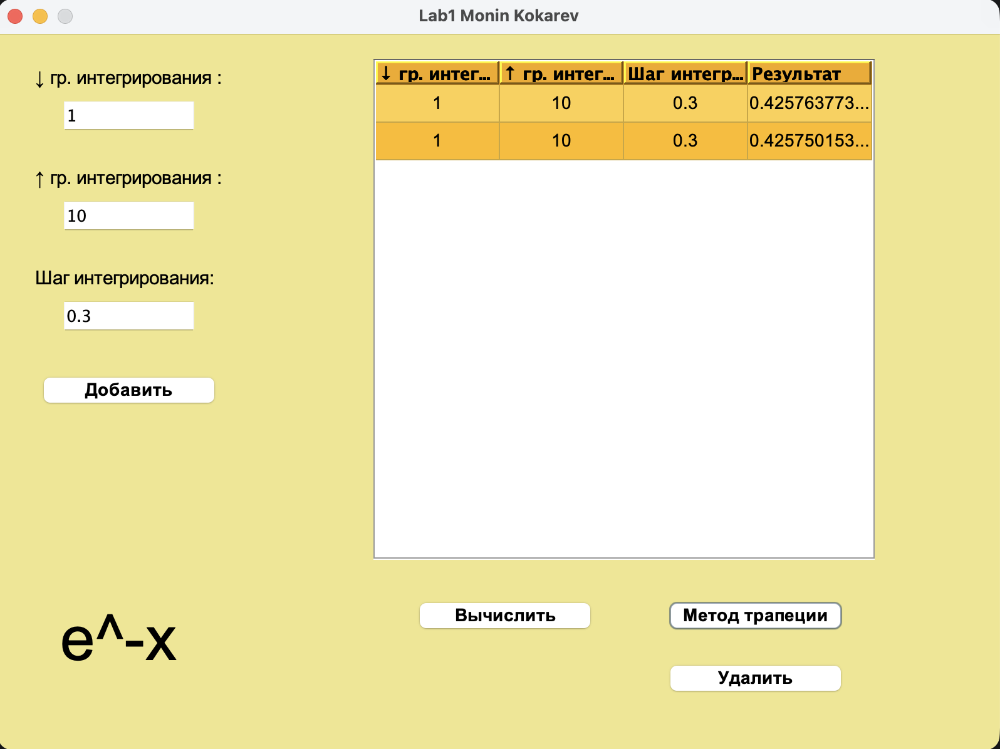 Lab1 Monin Kokarev
↓ гр. интегрирования :
1
↑ гр. интегрирования :
10
Шаг интегрирования:
0.3
Добавить
e^-x
↓ гр. интег... ↑ гр. интег... Шаг интегр... Результат
1 10 0.3 0.425763773...
1 10 0.3 0.425750153...
Вычислить Метод трапеции
Удалить